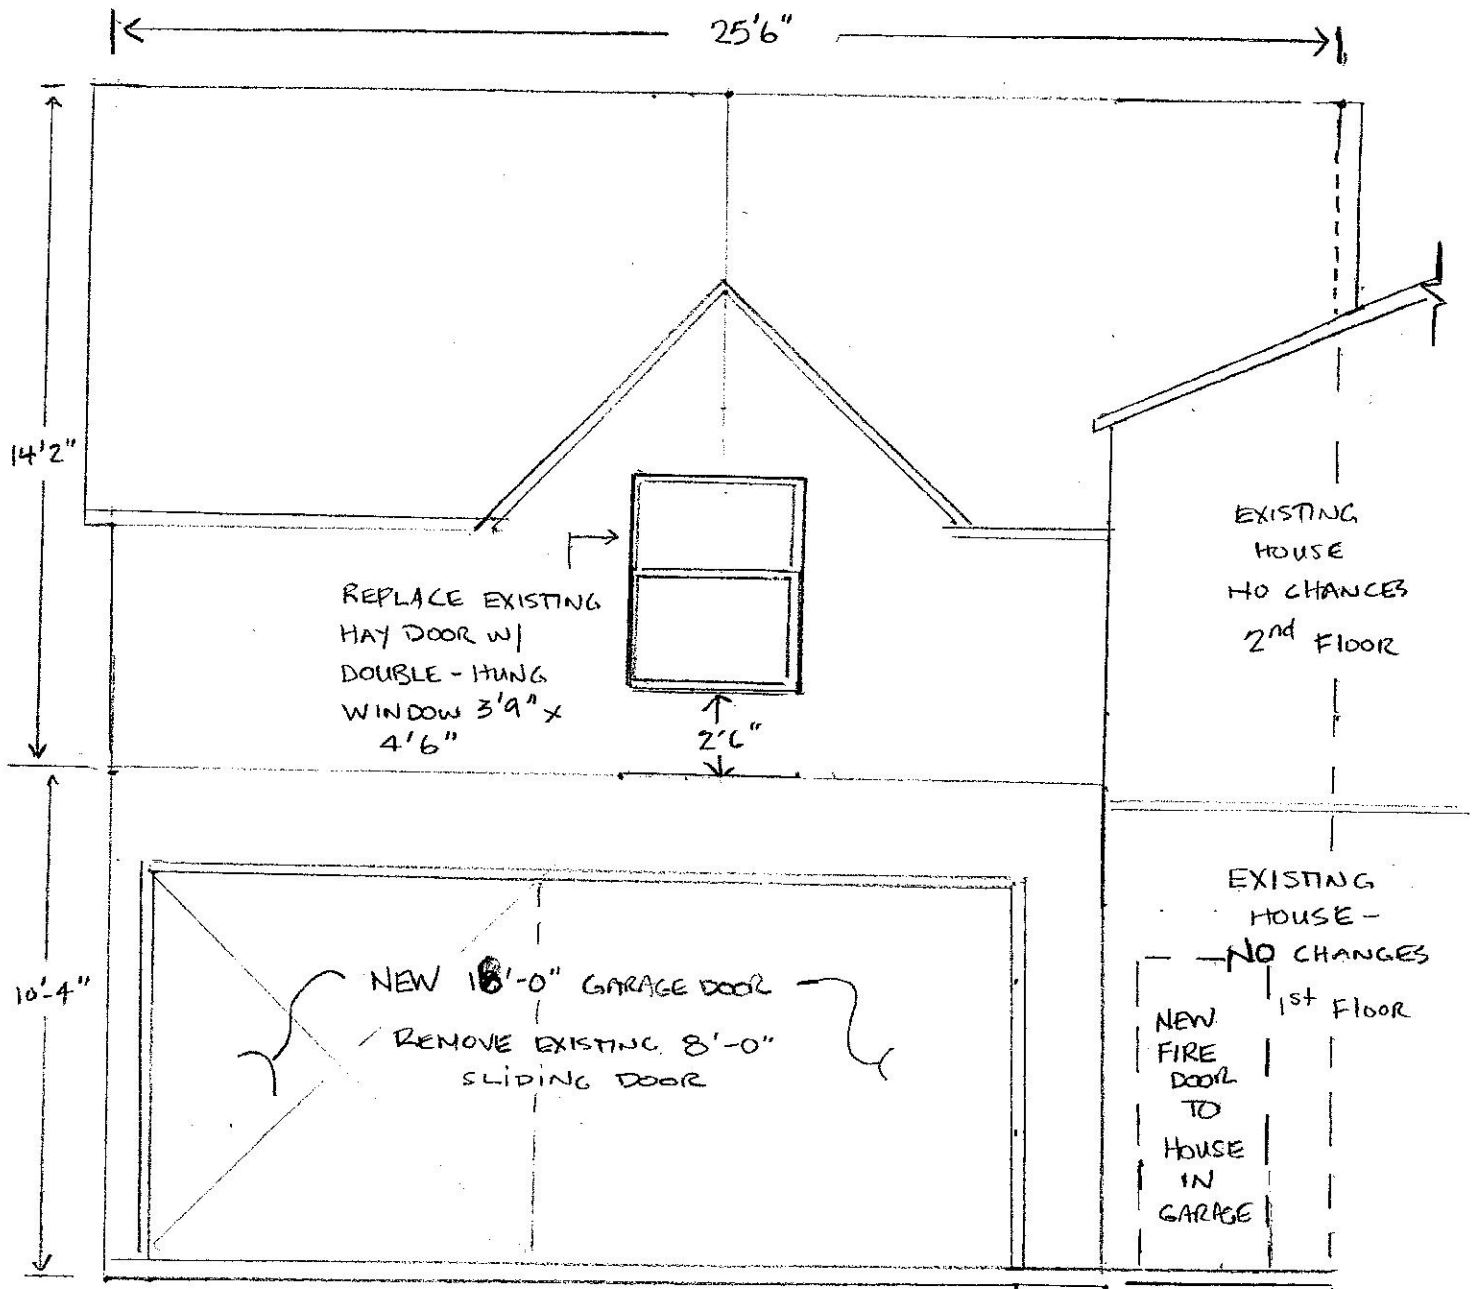 25'6"
14'2"
EXISTING
HOUSE
NO CHANGES
2nd FLOOR
REPLACE EXISTING
HAY DOOR W/
DOUBLE-HUNG
WINDOW 3'9" x
4'6"
2'6"
10'-4"
EXISTING
HOUSE-
NO CHANGES
1st FLOOR
NEW 18'-0" GARAGE DOOR
REMOVE EXISTING 8'-0"
SLIDING DOOR
NEW
FIRE
DOOR
TO
HOUSE
IN
GARAGE